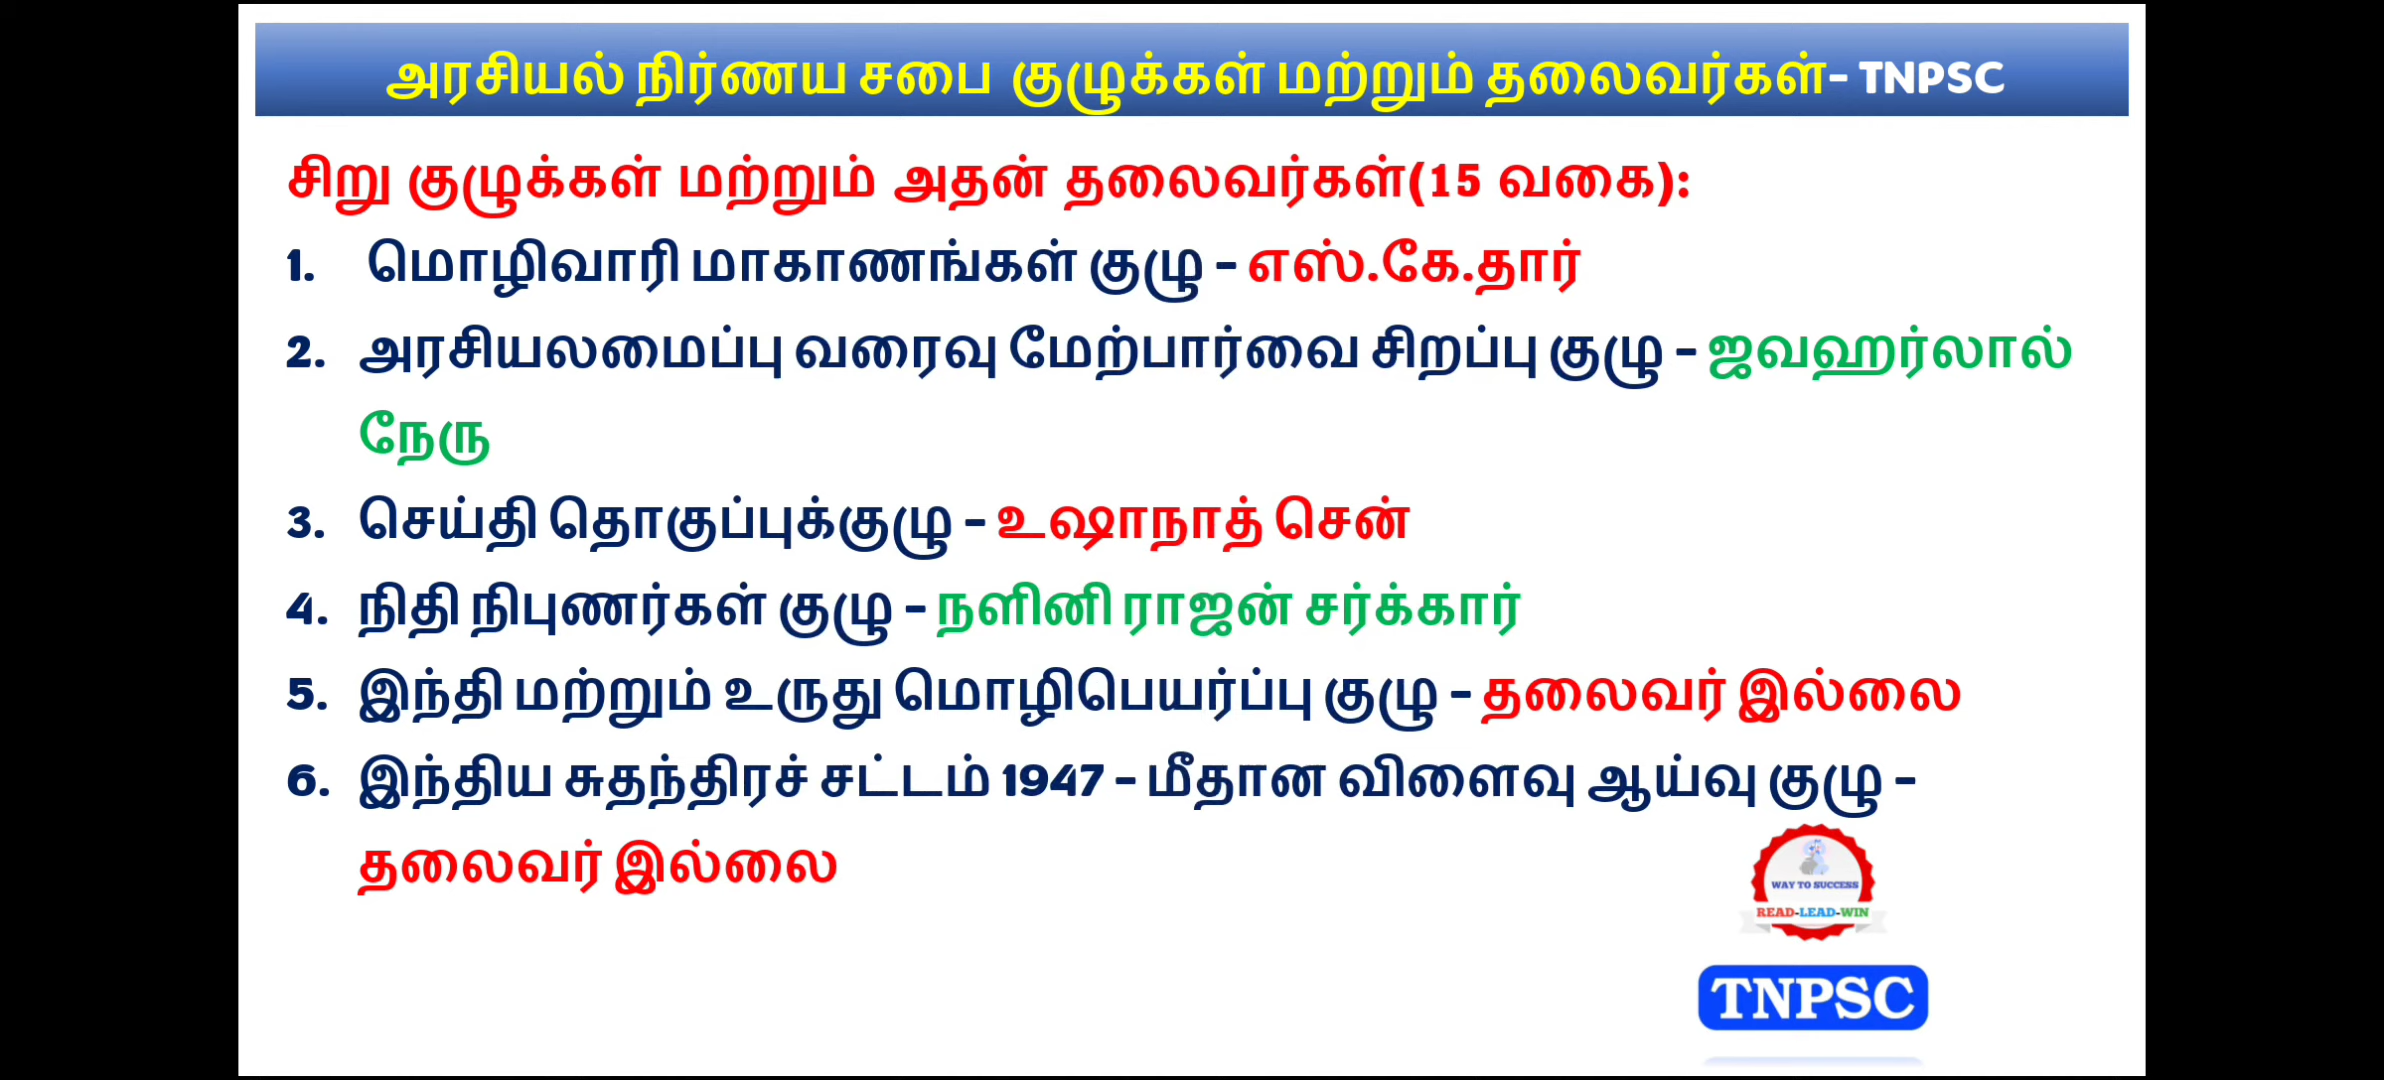 அரசியல் நிர்ணய சபை குழுக்கள் மற்றும் தலைவர்கள்- TNPSC
சிறு குழுக்கள் மற்றும் அதன் தலைவர்கள்(15 வகை):
1. மொழிவாரி மாகாணங்கள் குழு - எஸ்.கே.தார்
2. அரசியலமைப்பு வரைவு மேற்பார்வை சிறப்பு குழு - ஜவஹர்லால்
நேரு
3. செய்தி தொகுப்புக்குழு - உஷாநாத் சென்
4. நிதி நிபுணர்கள் குழு - நளினி ராஜன் சர்க்கார்
5. இந்தி மற்றும் உருது மொழிபெயர்ப்பு குழு - தலைவர் இல்லை
6. இந்திய சுதந்திரச் சட்டம் 1947 - மீதான விளைவு ஆய்வு குழு -
தலைவர் இல்லை
WAY TO SUCCESS
READ-LEAD-WIN
TNPSC